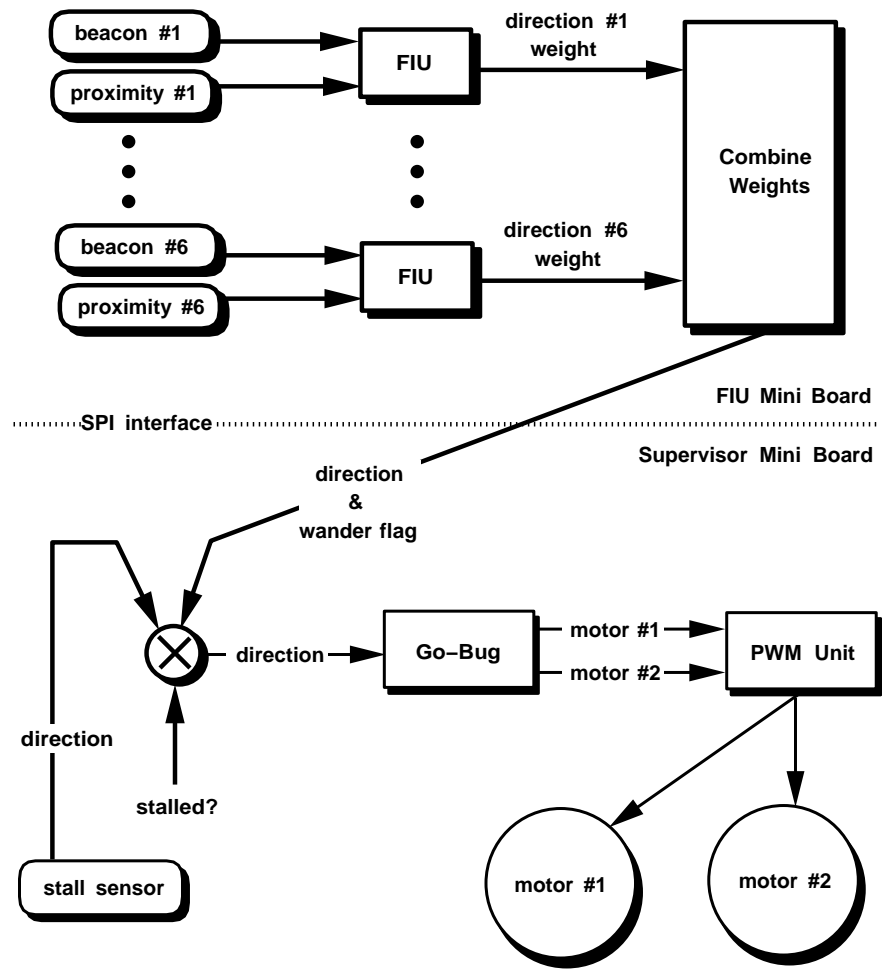 beacon #1
proximity #1
FIU
direction #1
weight
Combine
Weights
beacon #6
proximity #6
FIU
direction #6
weight
FIU Mini Board
SPI interface
Supervisor Mini Board
direction
&
wander flag
direction
Go–Bug
motor #1
motor #2
PWM Unit
direction
stalled?
stall sensor
motor #1
motor #2